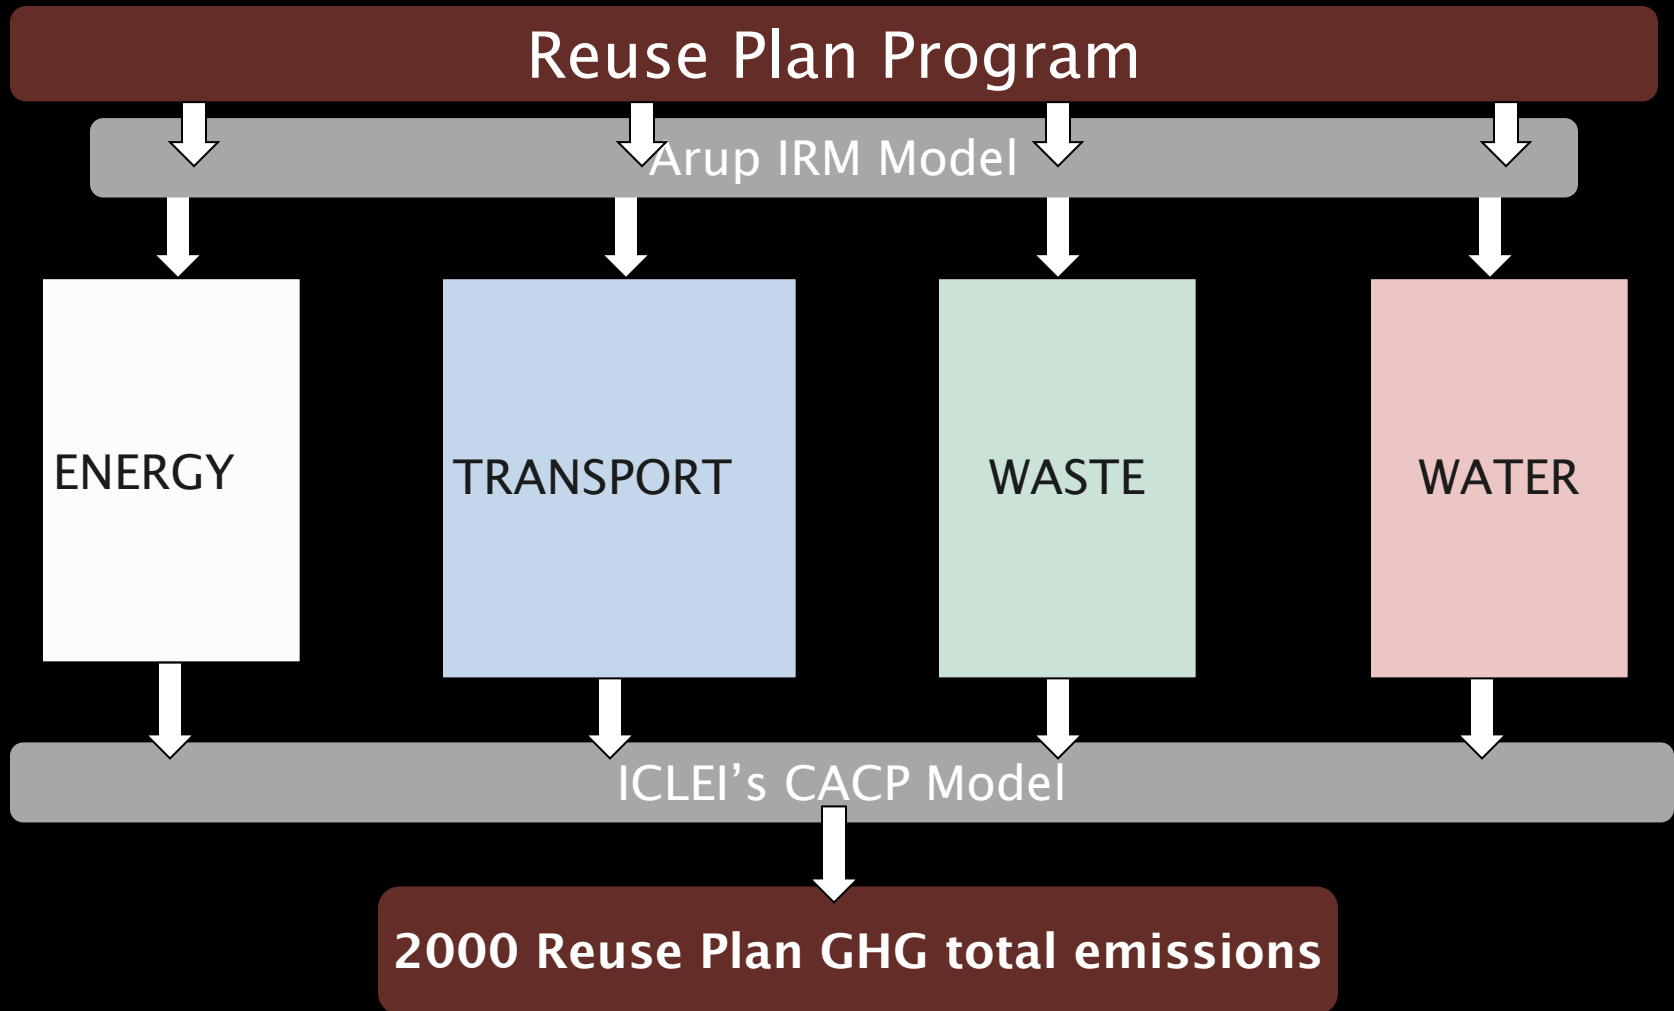 Reuse Plan Program
Arup IRM Model
ENERGY
TRANSPORT
WASTE
WATER
ICLEI’s CACP Model
2000 Reuse Plan GHG total emissions